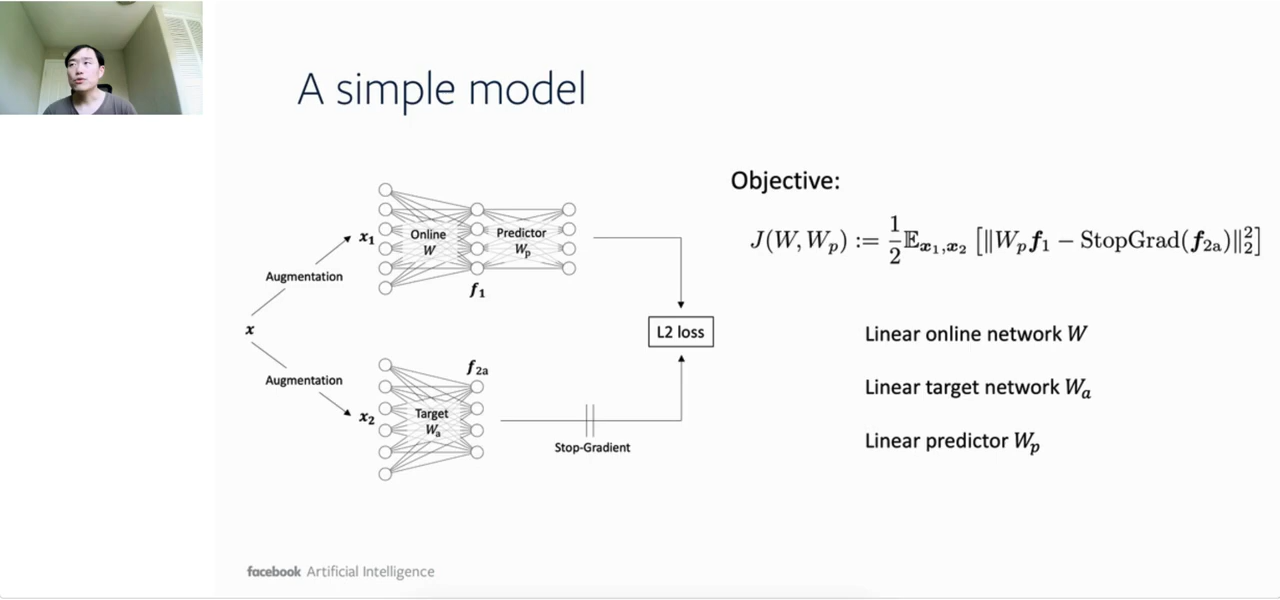 A simple model
Objective:
J(W, W_p) := 1/2 𝔼_{x₁,x₂} [‖W_p f₁ − StopGrad(f₂ₐ)‖₂²]
x₁
Online
W
Predictor
W_p
Augmentation
f₁
x
L2 loss
Linear online network W
f₂ₐ
Augmentation
Linear target network Wₐ
x₂
Target
Wₐ
Stop-Gradient
Linear predictor W_p
facebook Artificial Intelligence